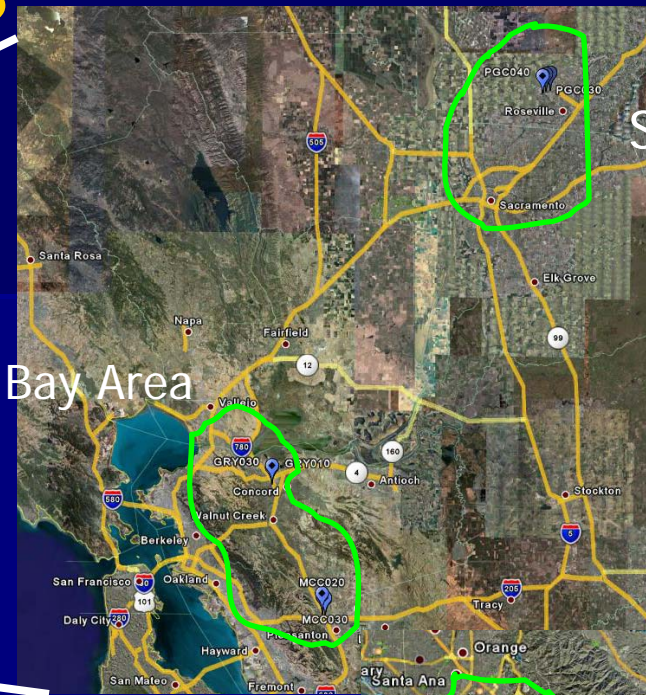 PGC040
PGC030
Roseville
S
505
Sacramento
Santa Rosa
Elk Grove
Napa
Fairfield
99
12
Bay Area
Vallejo
780
160
GRY030
GRY010
4
Concord
Antioch
580
Walnut Creek
Stockton
Berkeley
5
San Francisco
80
Oakland
MCC020
205
101
Tracy
Daly City
280
MCC030
Pleasanton
Hayward
Orange
ary
Santa Ana
San Mateo
Fremont